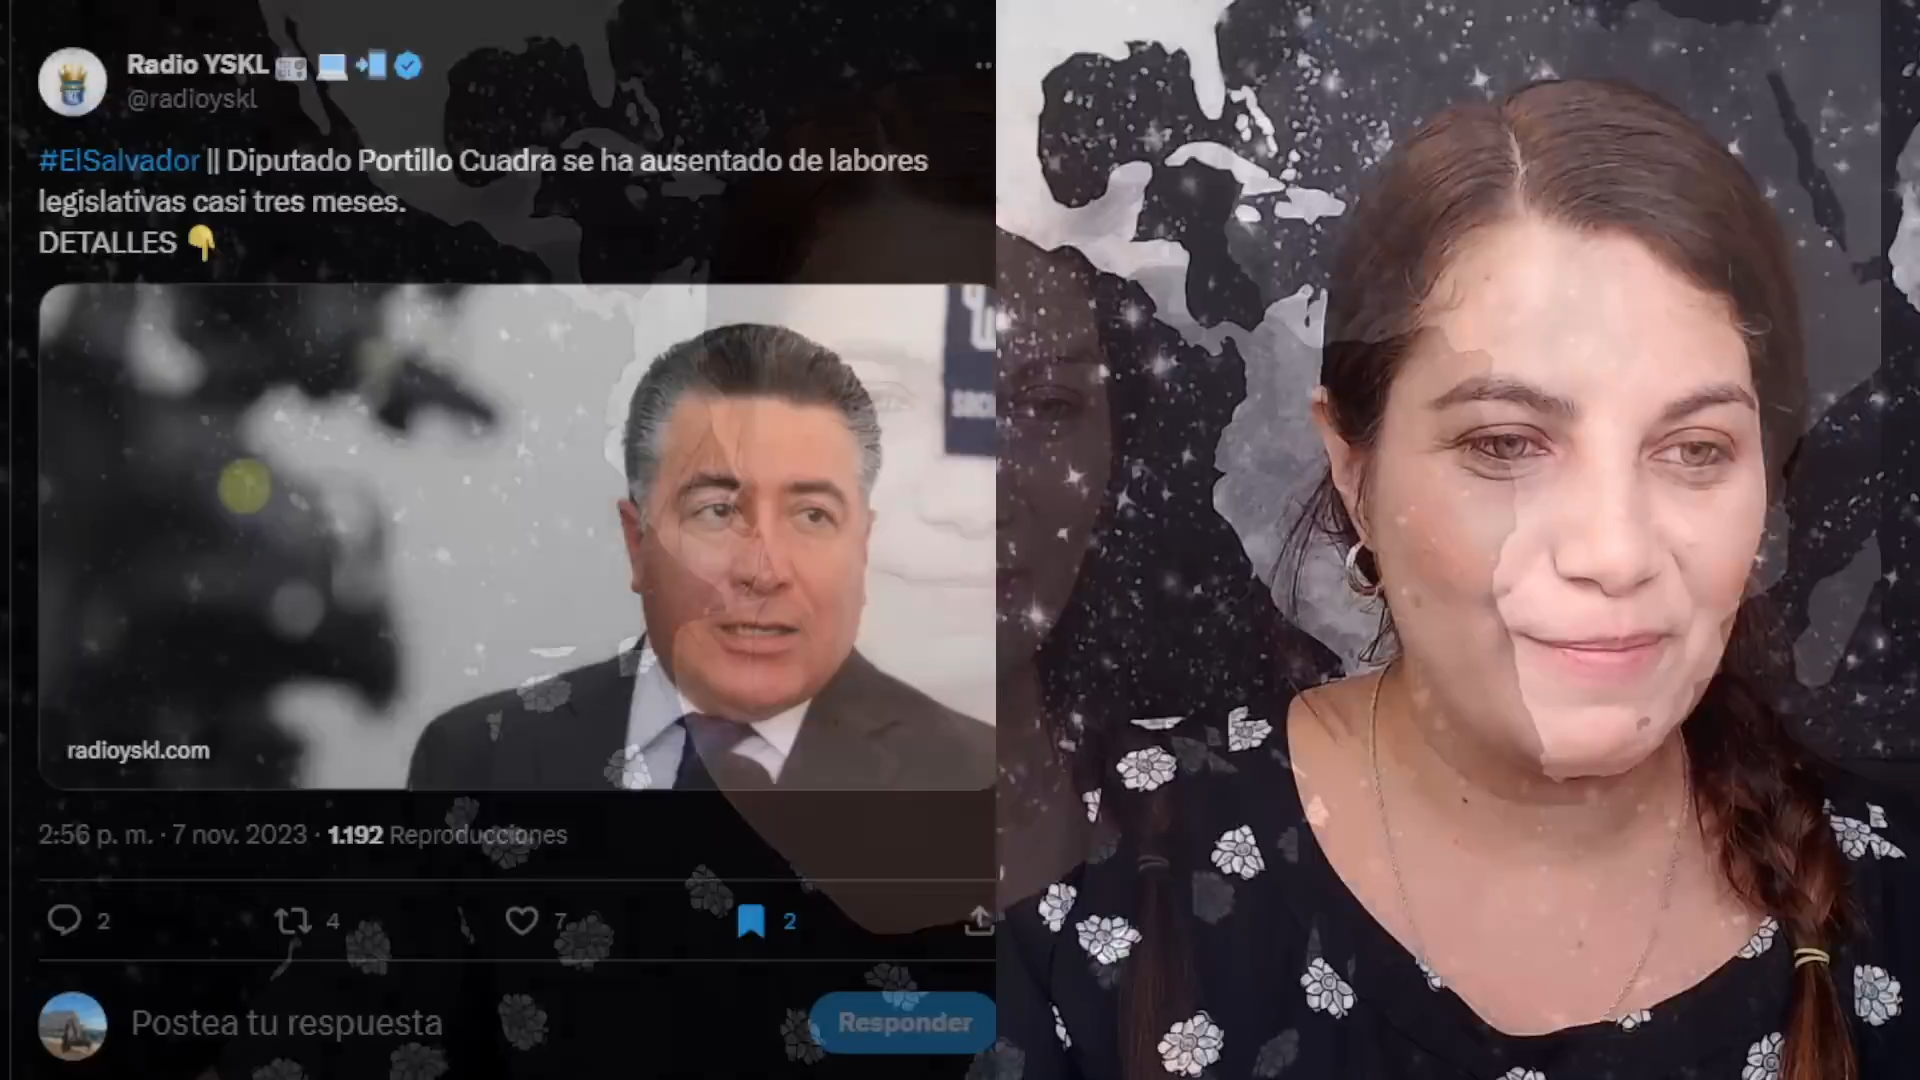 Radio YSKL
@radioyskl
#ElSalvador || Diputado Portillo Cuadra se ha ausentado de labores
legislativas casi tres meses.
DETALLES 👇
radioyskl.com
2:56 p. m. · 7 nov. 2023 · 1.192 Reproducciones
2 4 7 2
Postea tu respuesta
Responder